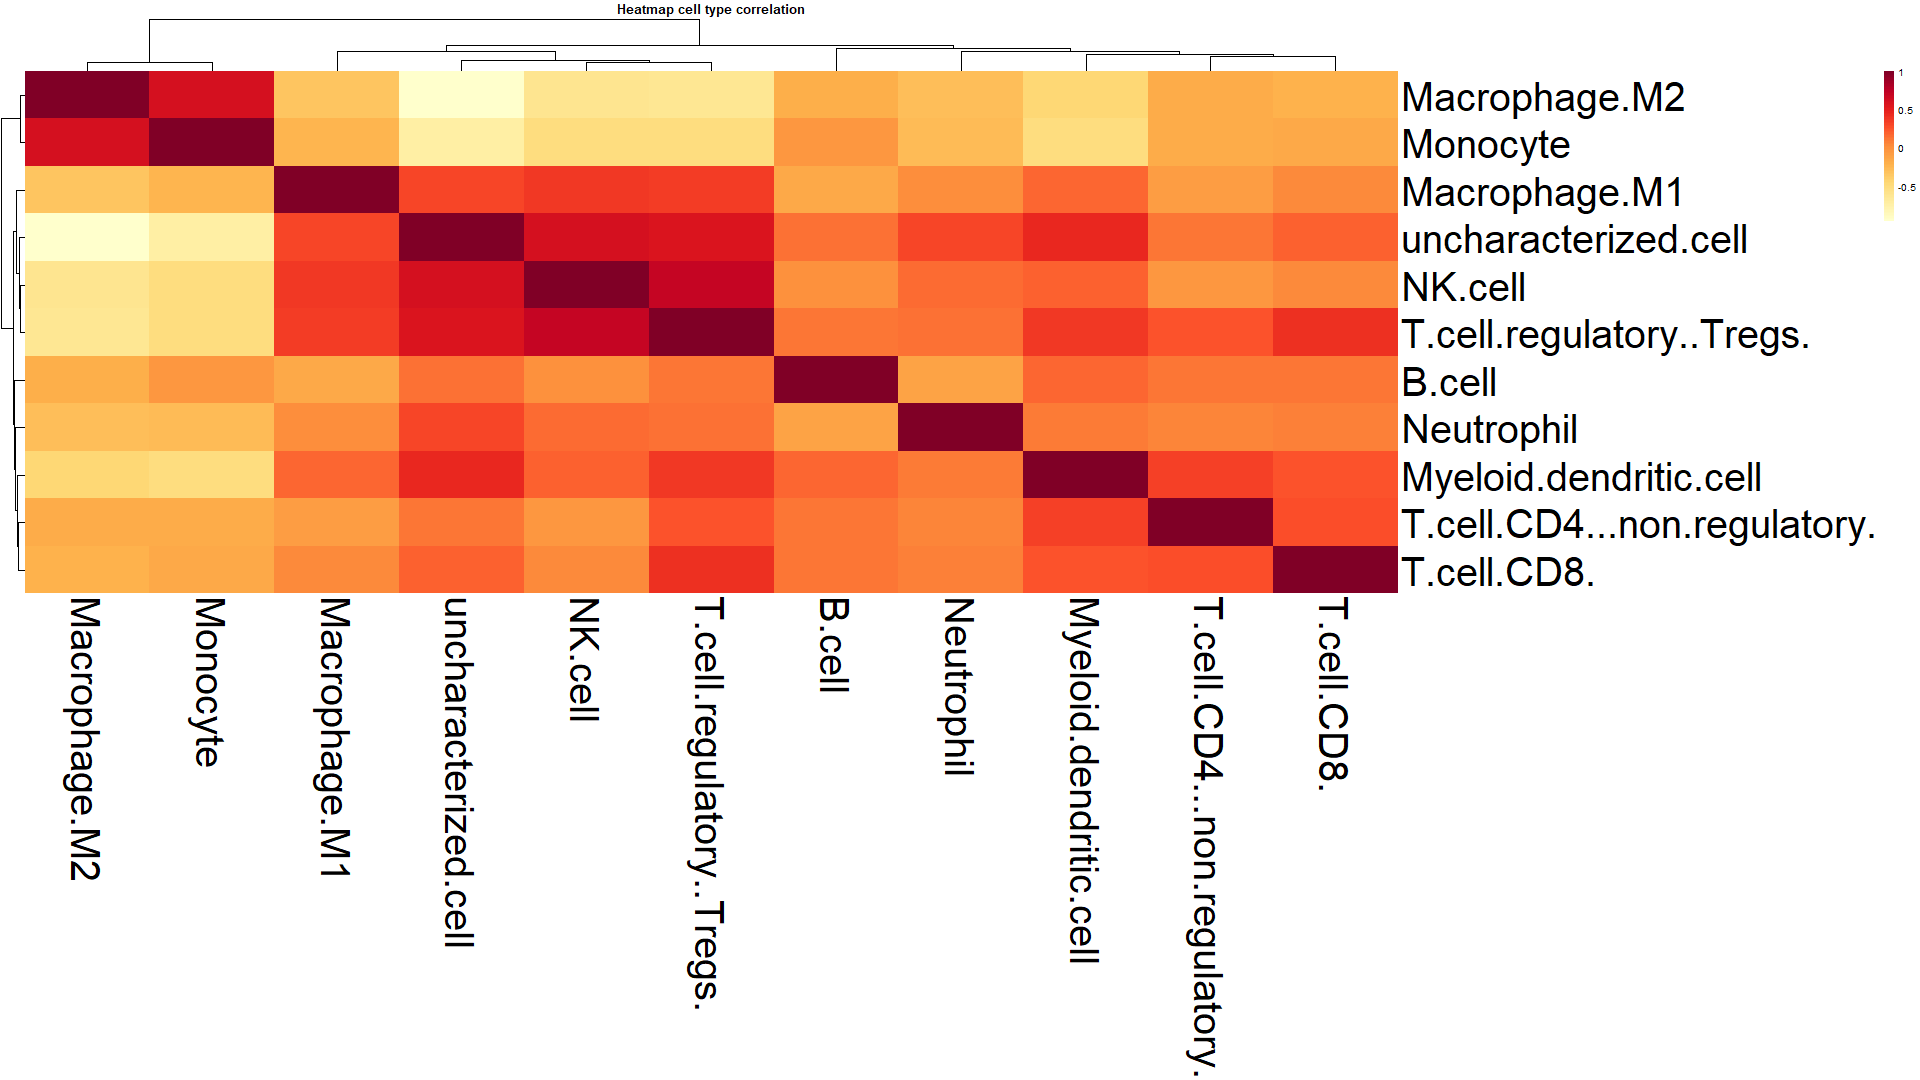 Heatmap cell type correlation
1
0.5
0
-0.5
Macrophage.M2
Monocyte
Macrophage.M1
uncharacterized.cell
NK.cell
T.cell.regulatory..Tregs.
B.cell
Neutrophil
Myeloid.dendritic.cell
T.cell.CD4...non.regulatory.
T.cell.CD8.
Macrophage.M2
Monocyte
Macrophage.M1
uncharacterized.cell
NK.cell
T.cell.regulatory..Tregs.
B.cell
Neutrophil
Myeloid.dendritic.cell
T.cell.CD4...non.regulatory.
T.cell.CD8.